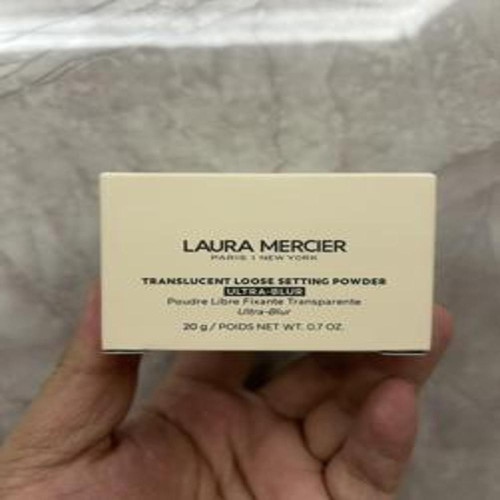 LAURA MERCIER
PARIS | NEW YORK
TRANSLUCENT LOOSE SETTING POWDER
ULTRA-BLUR
Poudre Libre Fixante Transparente
Ultra-Blur
20 g / POIDS NET WT. 0.7 OZ.